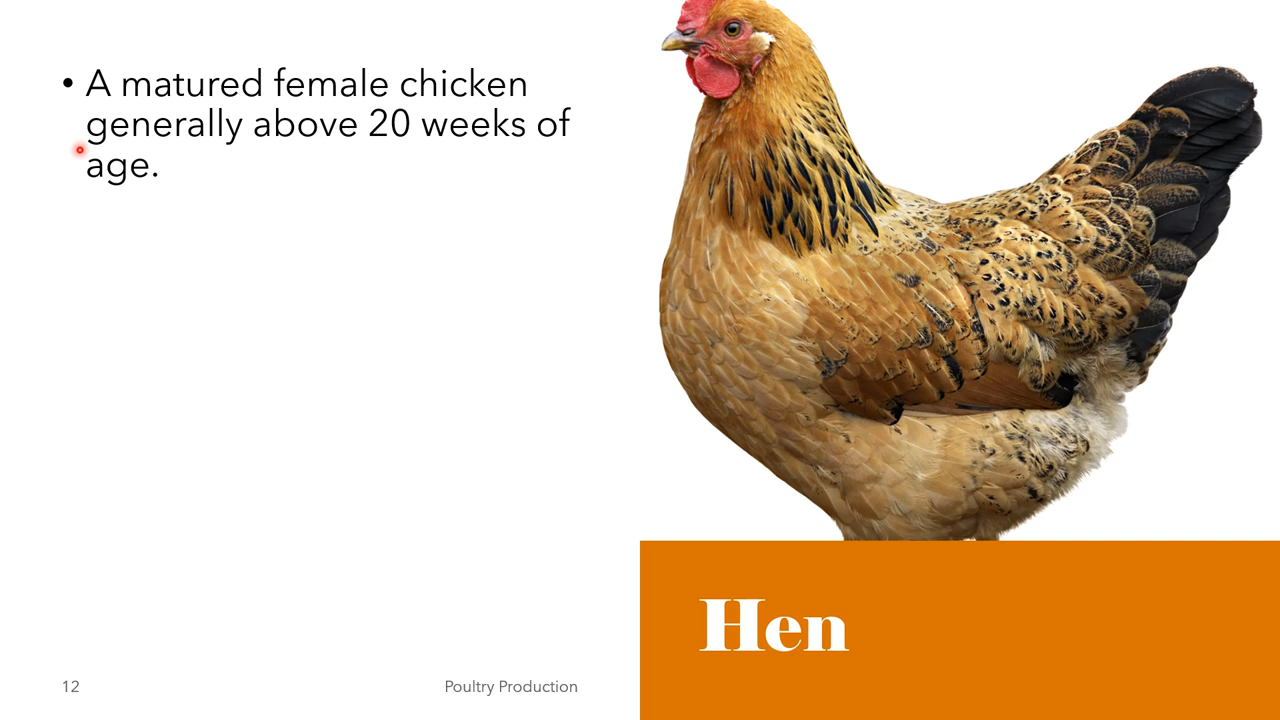 • A matured female chicken
generally above 20 weeks of
age.
Hen
12
Poultry Production